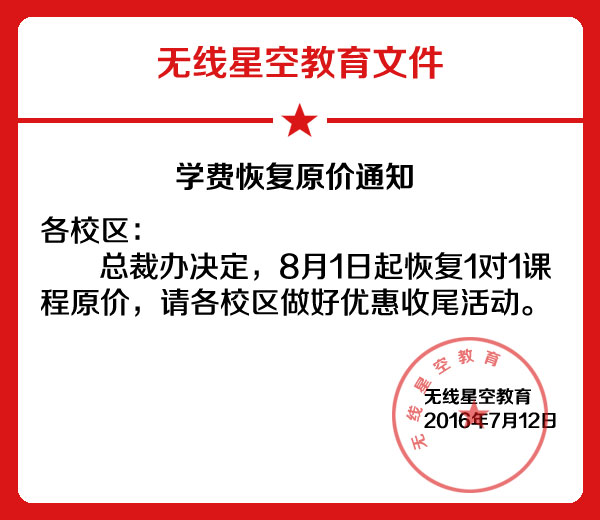 无线星空教育文件
学费恢复原价通知
各校区：
总裁办决定，8月1日起恢复1对1课
程原价，请各校区做好优惠收尾活动。
无线星空教育
无线星空教育
2016年7月12日